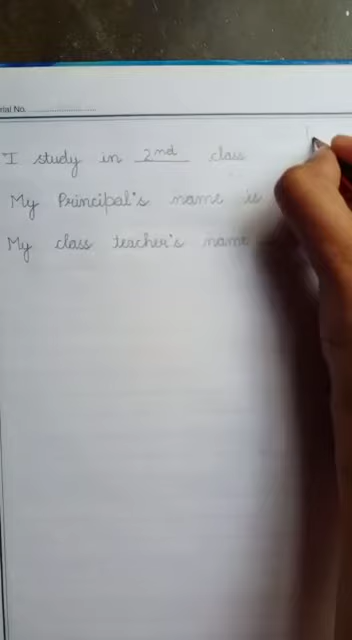 rial No.
I study in 2nd class
My Principal's name is
My class teacher's name